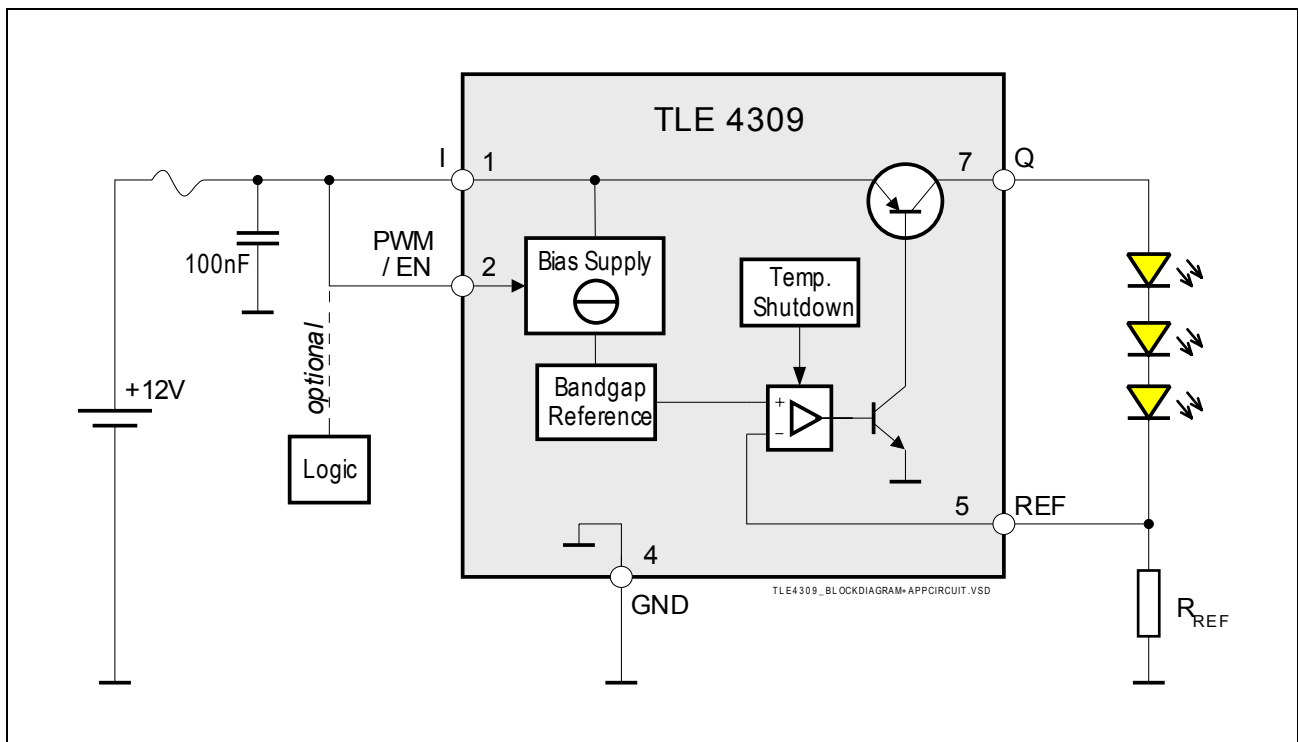 TLE 4309
I
1
7
Q
PWM
/ EN
2
100nF
Bias Supply
Temp.
Shutdown
optional
+12V
Bandgap
Reference
+
−
Logic
5
REF
4
GND
TLE4309_BLOCKDIAGRAM+APPCIRCUIT.VSD
RREF